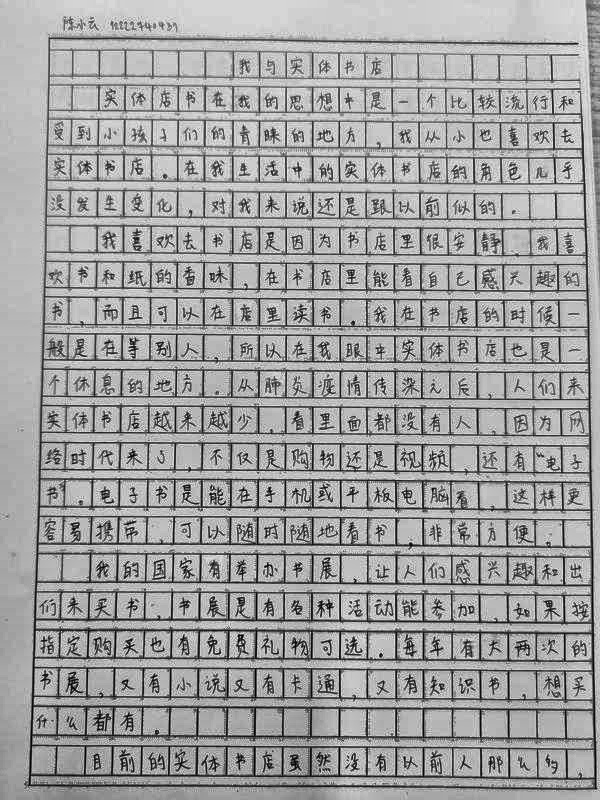 陈小云 12222440439
我与实体书店
实体店书在我的思想中是一个比较流行和
受到小孩子们的青睐的地方，我从小也喜欢去
实体书店。在我生活中的实体书店的角色几乎
没发生变化，对我来说还是跟以前似的。
我喜欢去书店是因为书店里很安静，我喜
欢书和纸的香味，在书店里能看自己感兴趣的
书，而且可以在店里读书。我在书店的时候一
般是在等别人，所以在我眼中实体书店也是一
个休息的地方。从肺炎疫情传深元后，人们来
实体书店越来越少，看里面都没有人，因为网
络时代来了，不仅是购物还是视频，还有“电子
书”。电子书是能在手机或平板电脑看，这样更
容易携带，可以随时随地看书，非常方便。
我的国家有举办书展，让人们感兴趣和出
们来买书，书展是有各种活动能参加，如果按
指定购买也有免费礼物可选。每年有大两次的
书展，又有小说又有卡通，又有知识书，想买
什么都有。
目前的实体书店虽然没有以前人那么多，